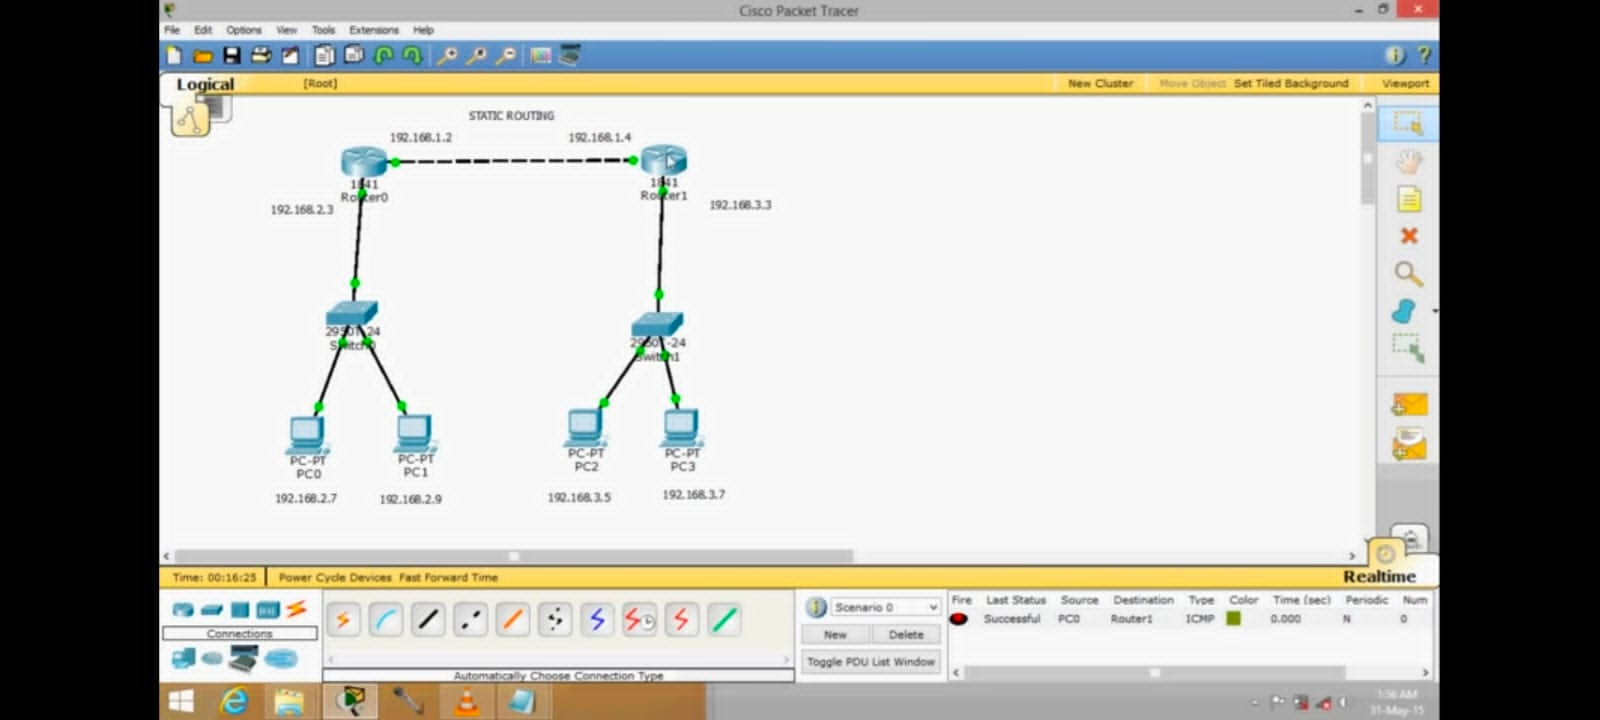 Cisco Packet Tracer
File Edit Options View Tools Extensions Help
Logical [Root] New Cluster Move Object Set Tiled Background Viewport
STATIC ROUTING
192.168.1.2 192.168.1.4
1841 1841
Router0 Router1
192.168.2.3 192.168.3.3
2950T-24 2950T-24
Switch0 Switch1
PC-PT PC-PT PC-PT PC-PT
PC0 PC1 PC2 PC3
192.168.2.7 192.168.2.9 192.168.3.5 192.168.3.7
Time: 00:16:25 Power Cycle Devices Fast Forward Time Realtime
Connections
Automatically Choose Connection Type
Scenario 0
New Delete
Toggle PDU List Window
Fire Last Status Source Destination Type Color Time (sec) Periodic Num
Successful PC0 Router1 ICMP 0.000 N 0
1:56 AM
31-May-15